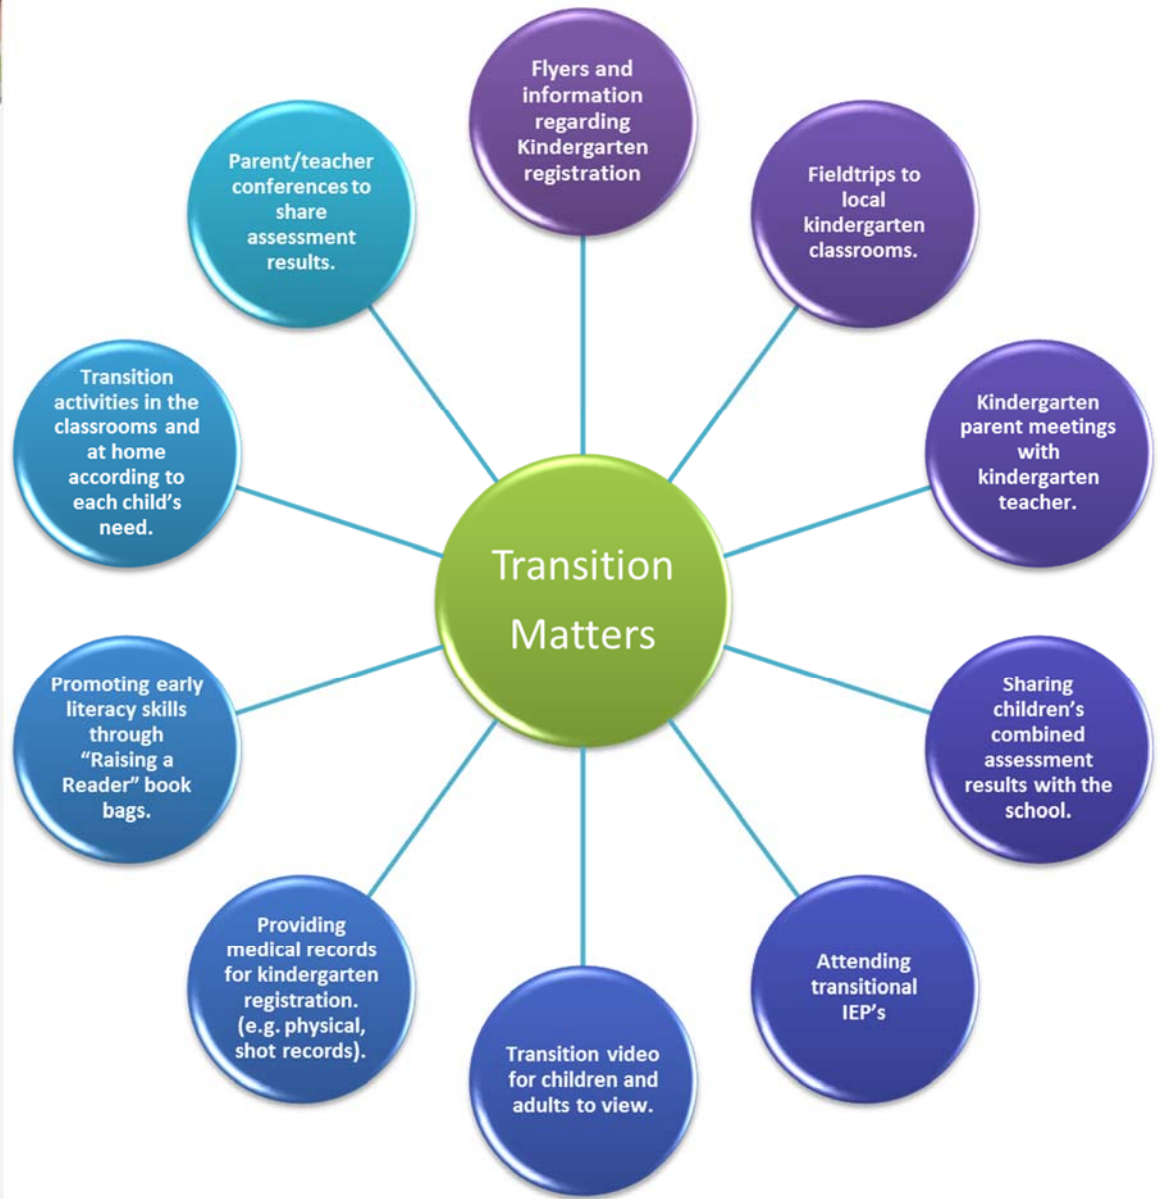 Flyers and
information
regarding
Kindergarten
registration
Fieldtrips to
local
kindergarten
classrooms.
Kindergarten
parent meetings
with
kindergarten
teacher.
Sharing
children’s
combined
assessment
results with the
school.
Attending
transitional
IEP’s
Transition video
for children and
adults to view.
Providing
medical records
for kindergarten
registration.
(e.g. physical,
shot records).
Promoting early
literacy skills
through
“Raising a
Reader” book
bags.
Transition
activities in the
classrooms and
at home
according to
each child’s
need.
Parent/teacher
conferences to
share
assessment
results.
Transition
Matters